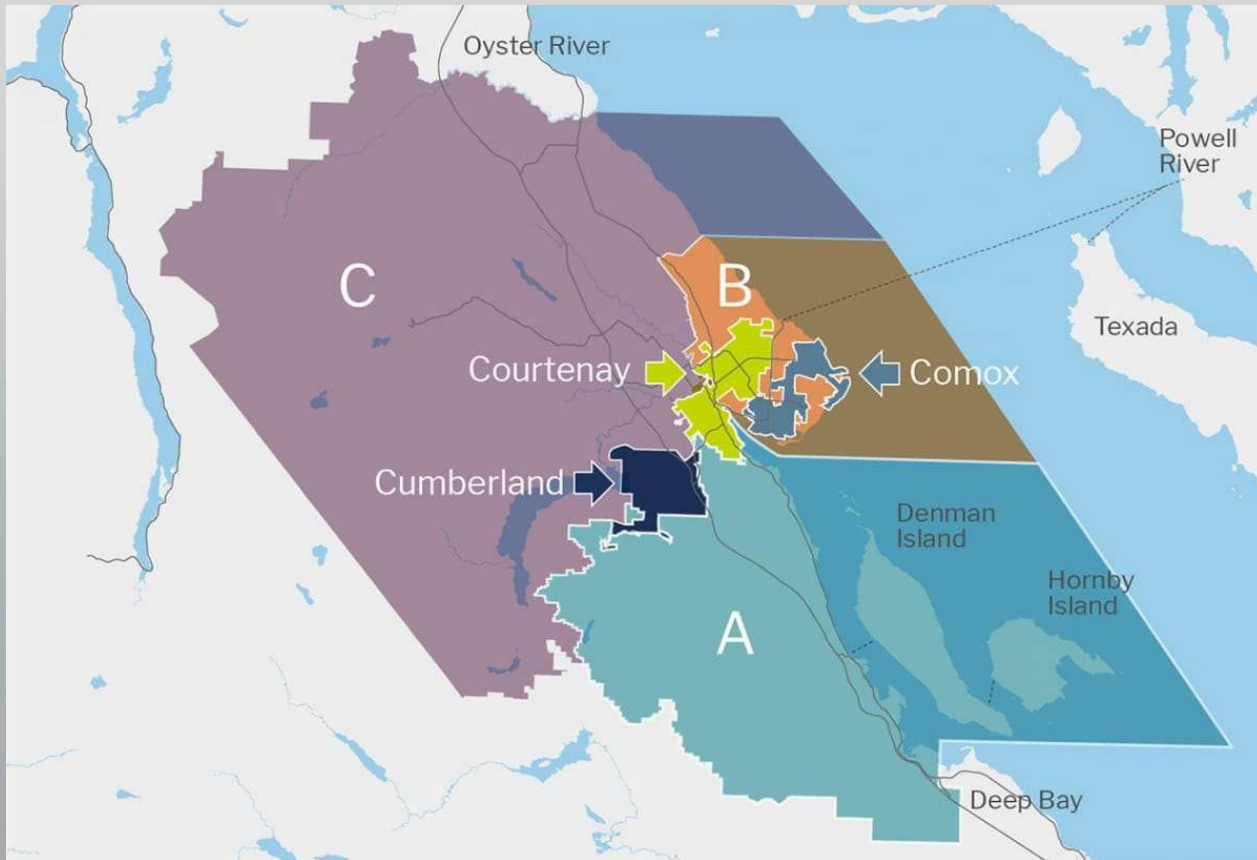 Oyster River
Powell
River
C
B
Texada
Courtenay
Comox
Cumberland
Denman
Island
Hornby
Island
A
Deep Bay